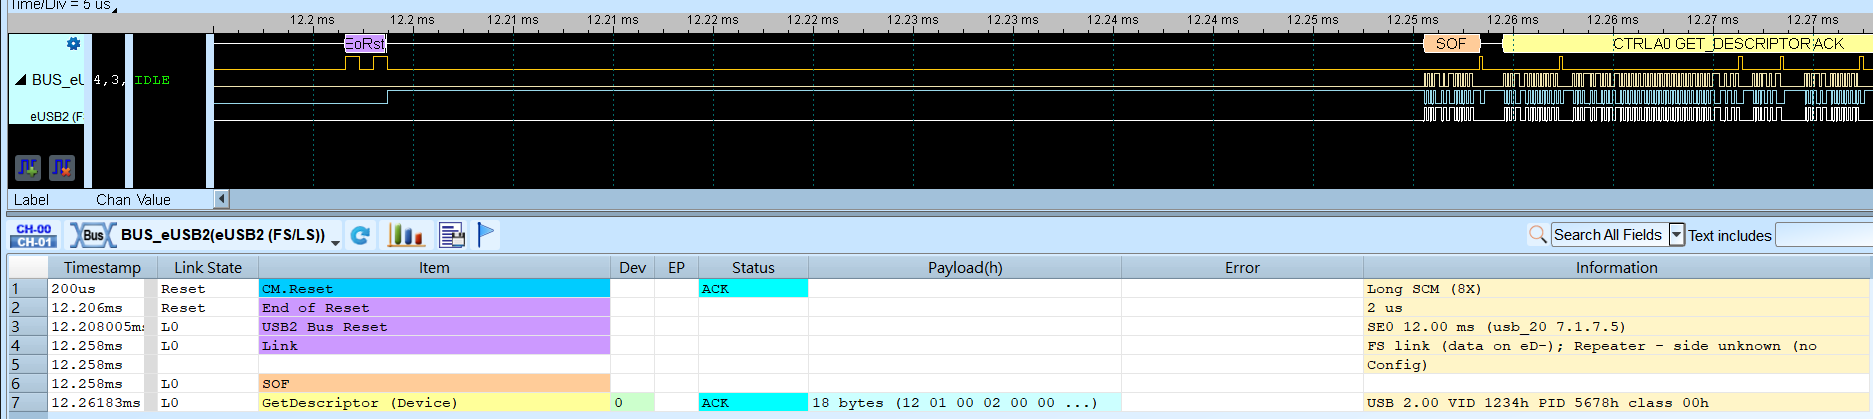 Time/Div = 5 us
12.2 ms 12.2 ms 12.21 ms 12.21 ms 12.22 ms 12.22 ms 12.23 ms 12.23 ms 12.24 ms 12.24 ms 12.25 ms 12.25 ms 12.26 ms 12.26 ms 12.27 ms 12.27 ms
EoRst SOF CTRLA0 GET_DESCRIPTOR ACK
BUS_eU 4,3, IDLE
eUSB2 (F
Label Chan Value
CH-00
CH-01
Bus BUS_eUSB2(eUSB2 (FS/LS)) Search All Fields Text includes
Timestamp Link State Item Dev EP Status Payload(h) Error Information
1 200us Reset CM.Reset ACK Long SCM (8X)
2 12.206ms Reset End of Reset 2 us
3 12.208005ms L0 USB2 Bus Reset SE0 12.00 ms (usb_20 7.1.7.5)
4 12.258ms L0 Link FS link (data on eD-); Repeater - side unknown (no
5 12.258ms Config)
6 12.258ms L0 SOF
7 12.26183ms L0 GetDescriptor (Device) 0 ACK 18 bytes (12 01 00 02 00 00 ...) USB 2.00 VID 1234h PID 5678h class 00h